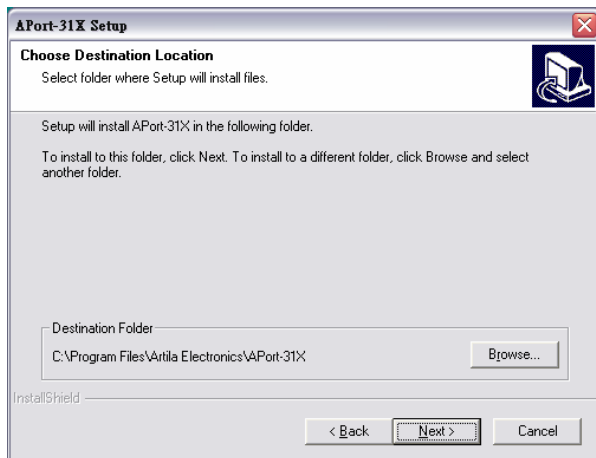 APort-31X Setup
Choose Destination Location
Select folder where Setup will install files.
Setup will install APort-31X in the following folder.
To install to this folder, click Next. To install to a different folder, click Browse and select
another folder.
Destination Folder
C:\Program Files\Artila Electronics\APort-31X
Browse...
InstallShield
< Back
Next >
Cancel